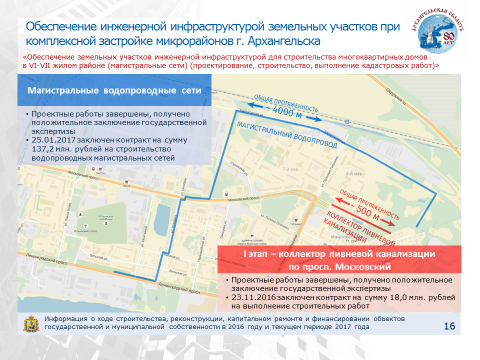 Обеспечение инженерной инфраструктурой земельных участков при
комплексной застройке микрорайонов г. Архангельска
АРХАНГЕЛЬСКАЯ ОБЛАСТЬ
80
ЛЕТ
«Обеспечение земельных участков инженерной инфраструктурой для строительства многоквартирных домов
в VI-VII жилом районе (магистральные сети) (проектирование, строительство, выполнение кадастровых работ)»
Магистральные водопроводные сети
• Проектные работы завершены, получено
положительное заключение государственной
экспертизы
• 25.01.2017 заключен контракт на сумму
137,2 млн. рублей на строительство
водопроводных магистральных сетей
ОБЩАЯ ПРОТЯЖЕННОСТЬ
4000 м
МАГИСТРАЛЬНЫЙ ВОДОПРОВОД
ОБЩАЯ ПРОТЯЖЕННОСТЬ
500 м
КОЛЛЕКТОР ЛИВНЕВОЙ
КАНАЛИЗАЦИИ
I этап – коллектор ливневой канализации
по просп. Московский
• Проектные работы завершены, получено положительное
заключение государственной экспертизы
• 23.11.2016 заключен контракт на сумму 18,0 млн. рублей
на выполнение строительных работ
Информация о ходе строительства, реконструкции, капитальном ремонте и финансировании объектов
государственной и муниципальной собственности в 2016 году и текущем периоде 2017 года
16